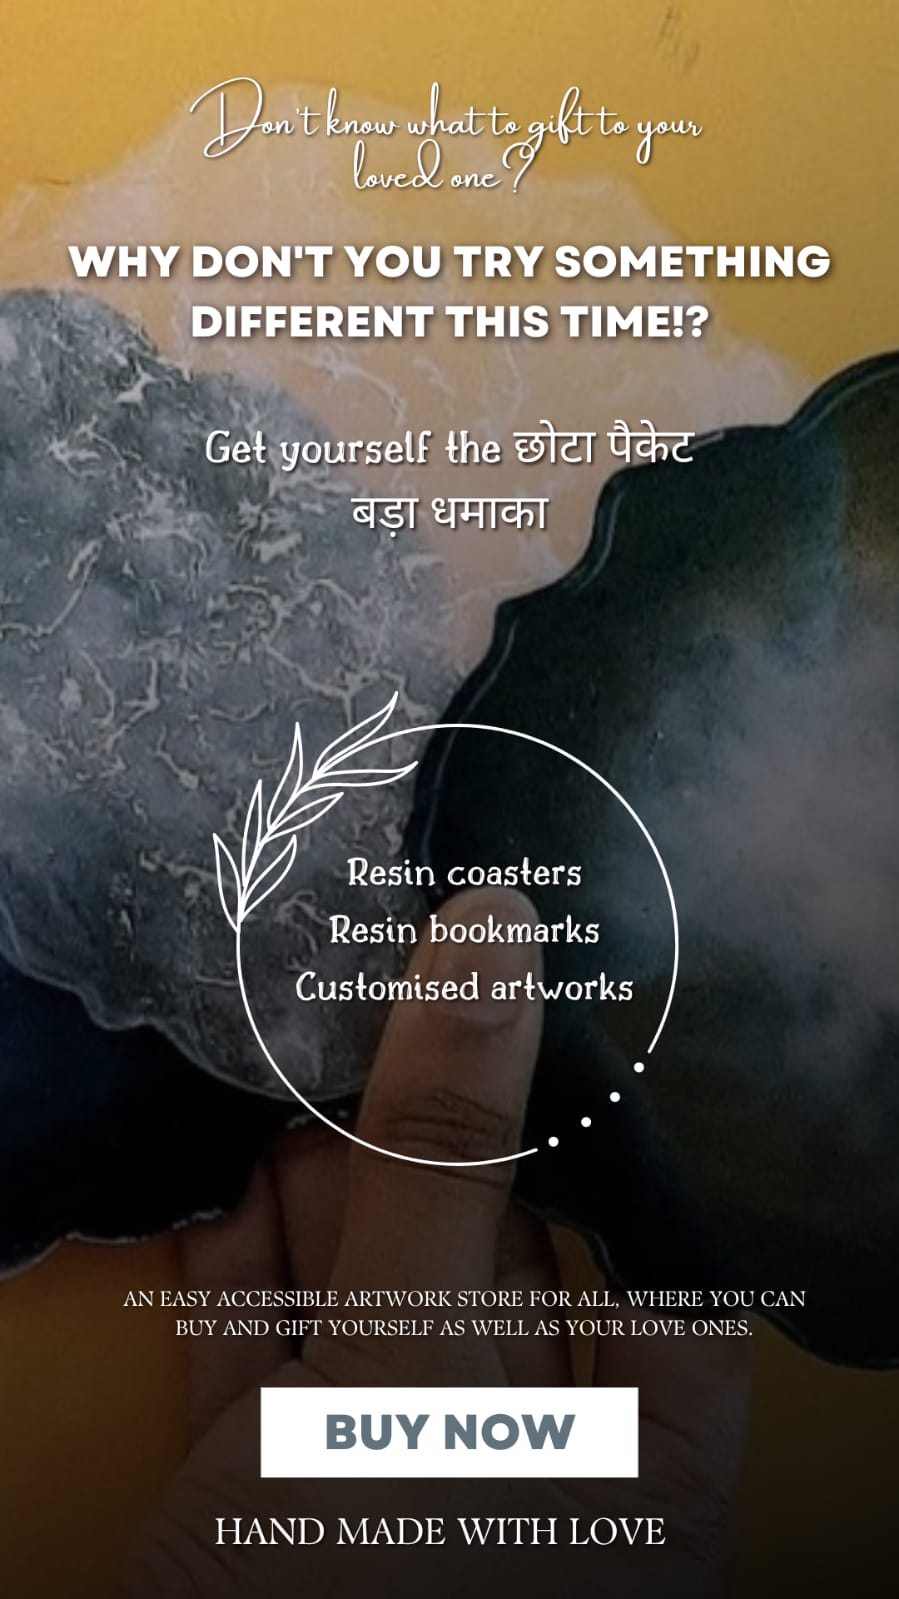 Don't know what to gift to your
loved one?
WHY DON'T YOU TRY SOMETHING
DIFFERENT THIS TIME!?
Get yourself the छोटा पैकेट
बड़ा धमाका
Resin coasters
Resin bookmarks
Customised artworks
AN EASY ACCESSIBLE ARTWORK STORE FOR ALL, WHERE YOU CAN
BUY AND GIFT YOURSELF AS WELL AS YOUR LOVE ONES.
BUY NOW
HAND MADE WITH LOVE